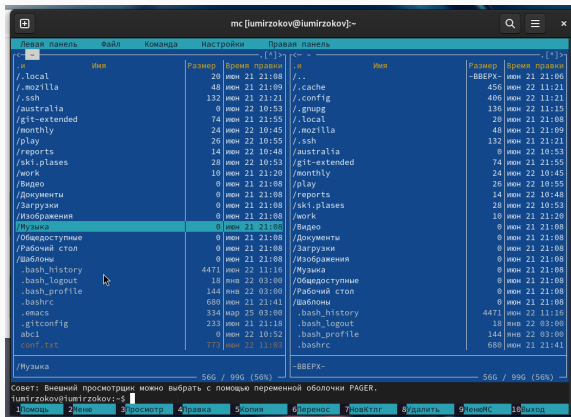 mc [iumirzokov@iumirzokov]:~
Левая панель Файл Команда Настройки Правая панель
<─ ~ .[^]> <─ ~ .[^]>
.и Имя Размер Время правки .и Имя Размер Время правки
/.local 20 июн 21 21:08 /.. -ВВЕРХ- июн 21 21:06
/.mozilla 48 июн 21 21:09 /.cache 456 июн 22 11:21
/.ssh 132 июн 21 21:21 /.config 406 июн 22 11:21
/australia 0 июн 22 10:53 /.gnupg 136 июн 22 11:15
/git-extended 74 июн 21 21:55 /.local 20 июн 21 21:08
/monthly 24 июн 22 10:45 /.mozilla 48 июн 21 21:09
/play 26 июн 22 10:55 /.ssh 132 июн 21 21:21
/reports 14 июн 22 10:48 /australia 0 июн 22 10:53
/ski.plases 28 июн 22 10:53 /git-extended 74 июн 21 21:55
/work 10 июн 21 21:20 /monthly 24 июн 22 10:45
/Видео 0 июн 21 21:08 /play 26 июн 22 10:55
/Документы 0 июн 21 21:08 /reports 14 июн 22 10:48
/Загрузки 0 июн 21 21:08 /ski.plases 28 июн 22 10:53
/Изображения 0 июн 21 21:08 /work 10 июн 21 21:20
/Музыка 0 июн 21 21:08 /Видео 0 июн 21 21:08
/Общедоступные 0 июн 21 21:08 /Документы 0 июн 21 21:08
/Рабочий стол 0 июн 21 21:08 /Загрузки 0 июн 21 21:08
/Шаблоны 0 июн 21 21:08 /Изображения 0 июн 21 21:08
.bash_history 4471 июн 22 11:16 /Музыка 0 июн 21 21:08
.bash_logout 18 янв 22 03:00 /Общедоступные 0 июн 21 21:08
.bash_profile 144 янв 22 03:00 /Рабочий стол 0 июн 21 21:08
.bashrc 680 июн 21 21:41 /Шаблоны 0 июн 21 21:08
.emacs 334 мар 25 03:00 .bash_history 4471 июн 22 11:16
.gitconfig 233 июн 21 21:18 .bash_logout 18 янв 22 03:00
abc1 0 июн 22 10:52 .bash_profile 144 янв 22 03:00
conf.txt 773 июн 22 11:03 .bashrc 680 июн 21 21:41
/Музыка -ВВЕРХ-
56G / 99G (56%) 56G / 99G (56%)
Совет: Внешний просмотрщик можно выбрать с помощью переменной оболочки PAGER.
iumirzokov@iumirzokov:~$
1Помощь 2Меню 3Просмотр 4Правка 5Копия 6Перенос 7НовКтлг 8Удалить 9МенюMC 10Выход